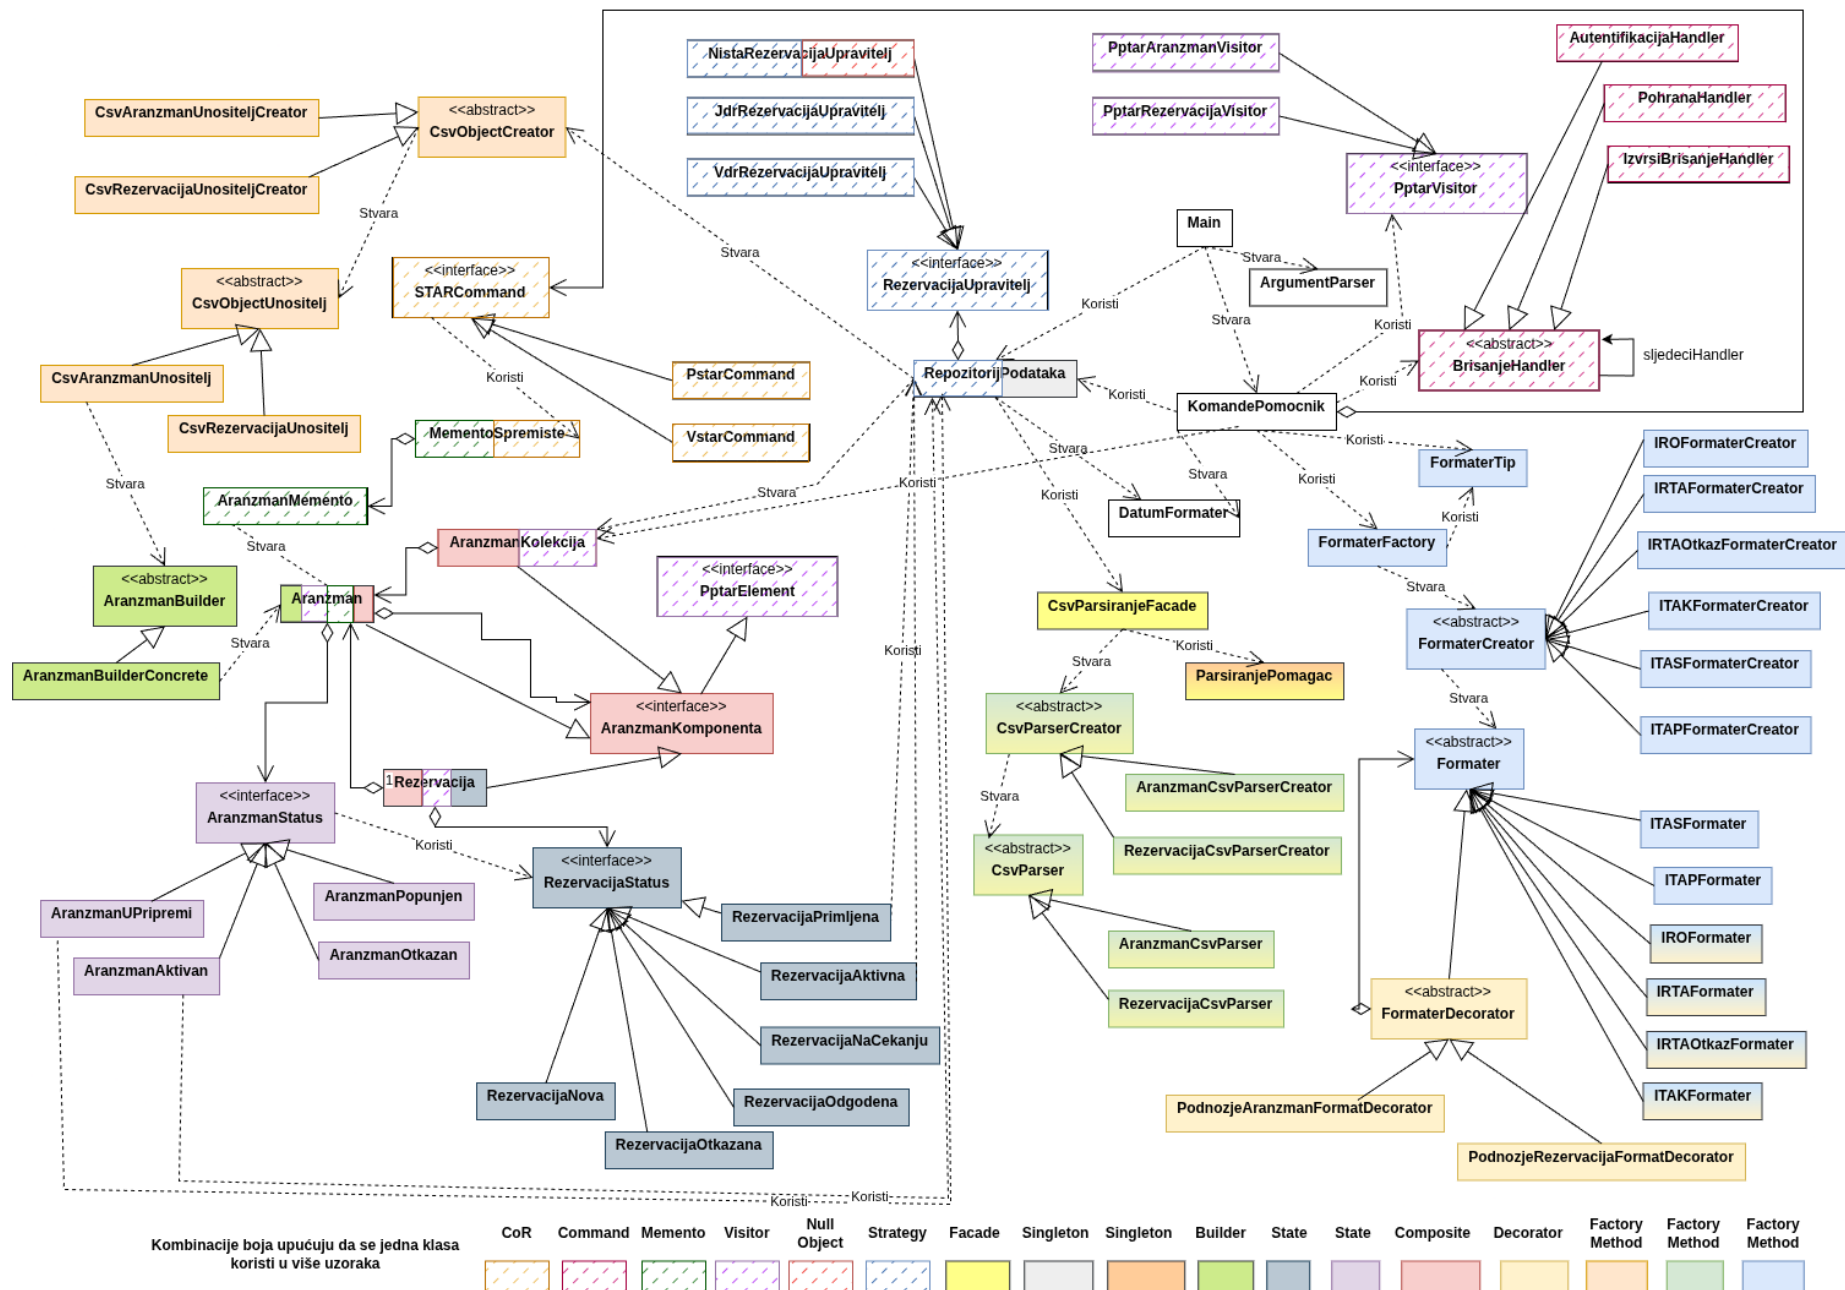 NistaRezervacijaUpravitelj
JdrRezervacijaUpravitelj
VdrRezervacijaUpravitelj
PptarAranzmanVisitor
PptarRezervacijaVisitor
<<interface>>
PptarVisitor
AutentifikacijaHandler
PohranaHandler
IzvrsiBrisanjeHandler
CsvAranzmanUnositeljCreator
CsvRezervacijaUnositeljCreator
<<abstract>>
CsvObjectCreator
Stvara
Stvara
<<abstract>>
CsvObjectUnositelj
<<interface>>
STARCommand
<<interface>>
RezervacijaUpravitelj
Main
Stvara
ArgumentParser
Koristi
Stvara
Koristi
<<abstract>>
BrisanjeHandler
sljedeciHandler
CsvAranzmanUnositelj
CsvRezervacijaUnositelj
Koristi
PstarCommand
VstarCommand
RepozitorijPodataka
Koristi
Koristi
KomandePomocnik
MementoSpremiste
AranzmanMemento
Stvara
Stvara
AranzmanKolekcija
Stvara
Koristi
Stvara
Koristi
Stvara
DatumFormater
Koristi
Koristi
FormaterTip
Koristi
FormaterFactory
Stvara
IROFormaterCreator
IRTAFormaterCreator
IRTAOtkazFormaterCreator
ITAKFormaterCreator
ITASFormaterCreator
ITAPFormaterCreator
<<abstract>>
FormaterCreator
Stvara
<<abstract>>
Formater
<<abstract>>
AranzmanBuilder
AranzmanBuilderConcrete
Stvara
Aranzman
<<interface>>
PptarElement
<<interface>>
AranzmanKomponenta
Koristi
CsvParsiranjeFacade
Stvara
Koristi
ParsiranjePomagac
<<abstract>>
CsvParserCreator
AranzmanCsvParserCreator
RezervacijaCsvParserCreator
Stvara
<<abstract>>
CsvParser
AranzmanCsvParser
RezervacijaCsvParser
1
Rezervacija
<<interface>>
AranzmanStatus
Koristi
<<interface>>
RezervacijaStatus
AranzmanUPripremi
AranzmanPopunjen
AranzmanAktivan
AranzmanOtkazan
RezervacijaPrimljena
RezervacijaAktivna
RezervacijaNaCekanju
RezervacijaNova
RezervacijaOdgodena
RezervacijaOtkazana
ITASFormater
ITAPFormater
IROFormater
IRTAFormater
IRTAOtkazFormater
ITAKFormater
<<abstract>>
FormaterDecorator
PodnozjeAranzmanFormatDecorator
PodnozjeRezervacijaFormatDecorator
Koristi
Koristi
Kombinacije boja upućuju da se jedna klasa
koristi u više uzoraka
CoR
Command
Memento
Visitor
Null
Object
Strategy
Facade
Singleton
Singleton
Builder
State
State
Composite
Decorator
Factory
Method
Factory
Method
Factory
Method